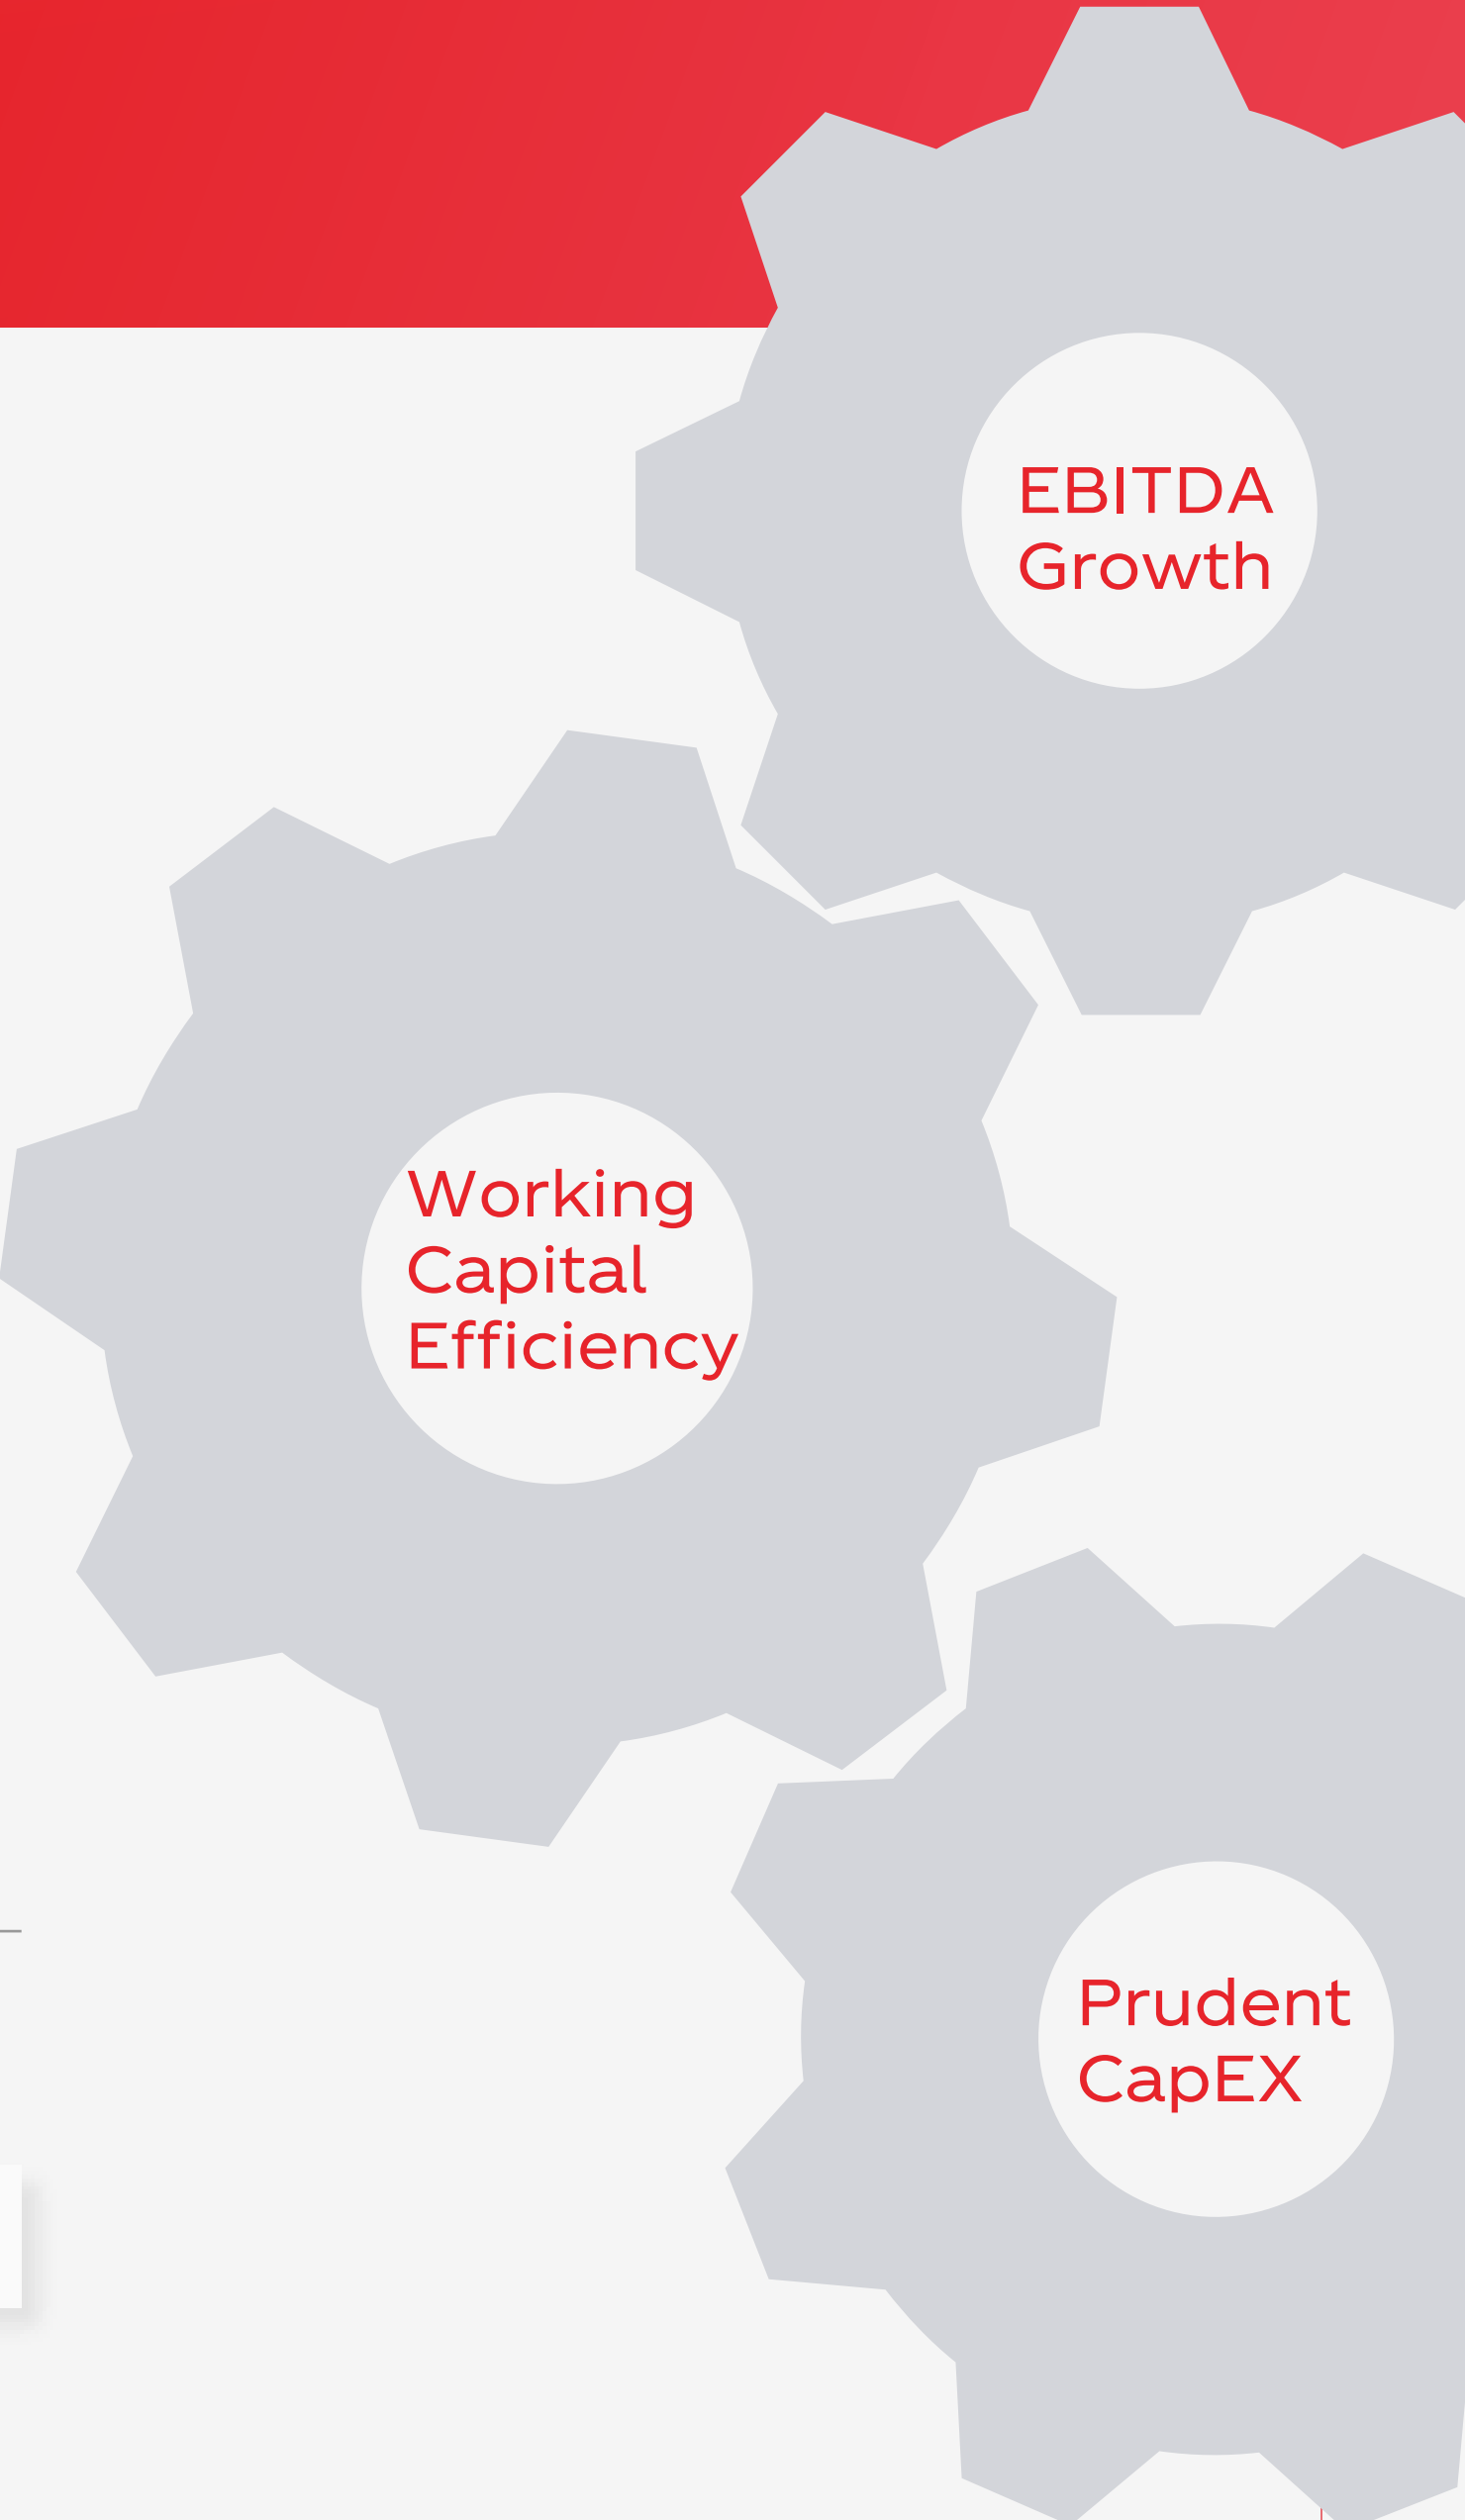 EBITDA
Growth
Working
Capital
Efficiency
Prudent
CapEX